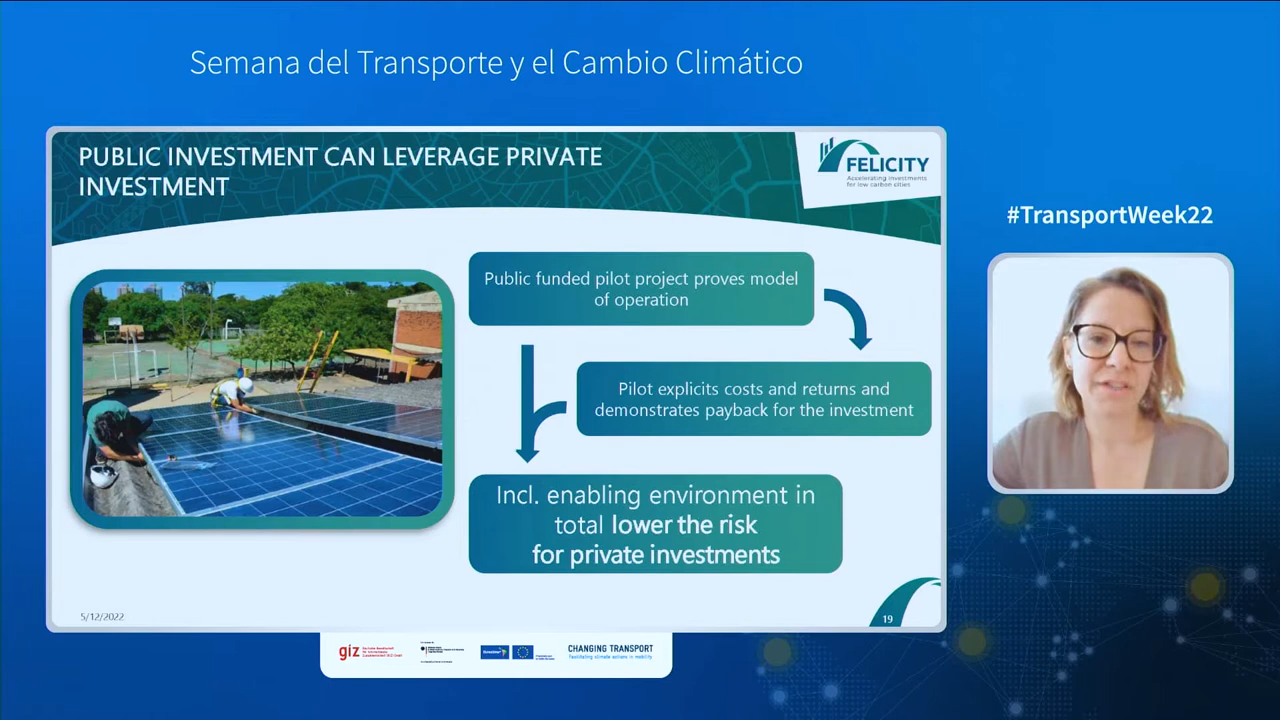 Semana del Transporte y el Cambio Climático
PUBLIC INVESTMENT CAN LEVERAGE PRIVATE
INVESTMENT
FELICITY
Accelerating investments
for low carbon cities
#TransportWeek22
Public funded pilot project proves model
of operation
Pilot explicits costs and returns and
demonstrates payback for the investment
Incl. enabling environment in
total lower the risk
for private investments
5/12/2022
19
giz
CHANGING TRANSPORT
Facilitating climate actions in mobility